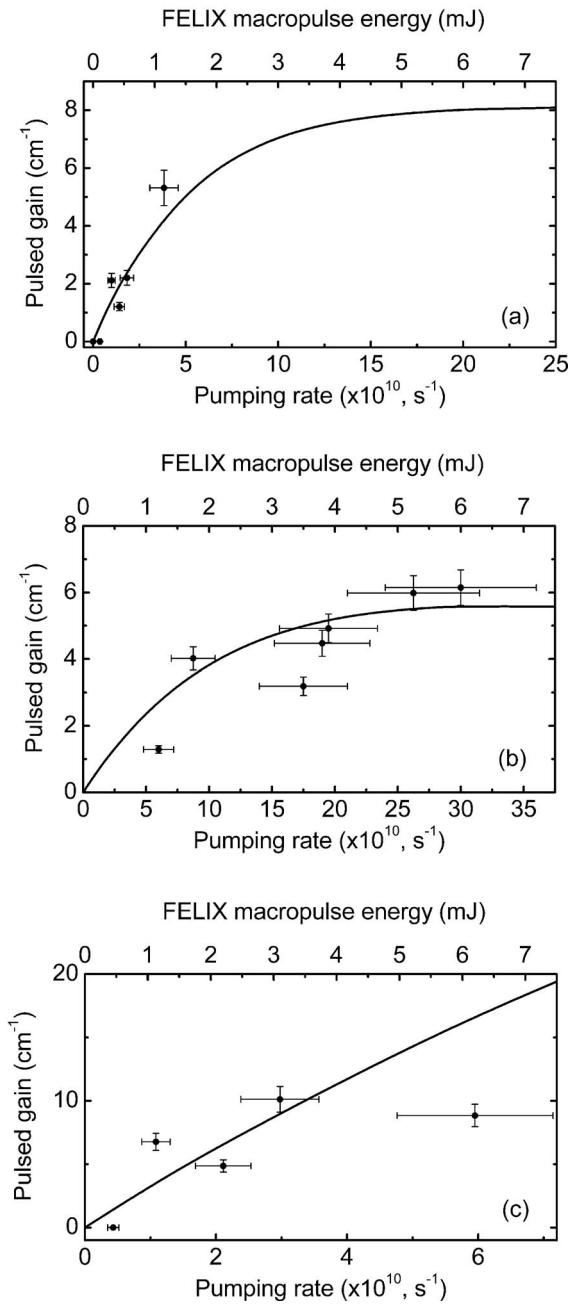 FELIX macropulse energy (mJ)
0 1 2 3 4 5 6 7
8
6
4
2
0
Pulsed gain (cm⁻¹)
(a)
0 5 10 15 20 25
Pumping rate (x10¹⁰, s⁻¹)
FELIX macropulse energy (mJ)
0 1 2 3 4 5 6 7
8
6
4
2
0
Pulsed gain (cm⁻¹)
(b)
0 5 10 15 20 25 30 35
Pumping rate (x10¹⁰, s⁻¹)
FELIX macropulse energy (mJ)
0 1 2 3 4 5 6 7
20
10
0
Pulsed gain (cm⁻¹)
(c)
0 2 4 6
Pumping rate (x10¹⁰, s⁻¹)